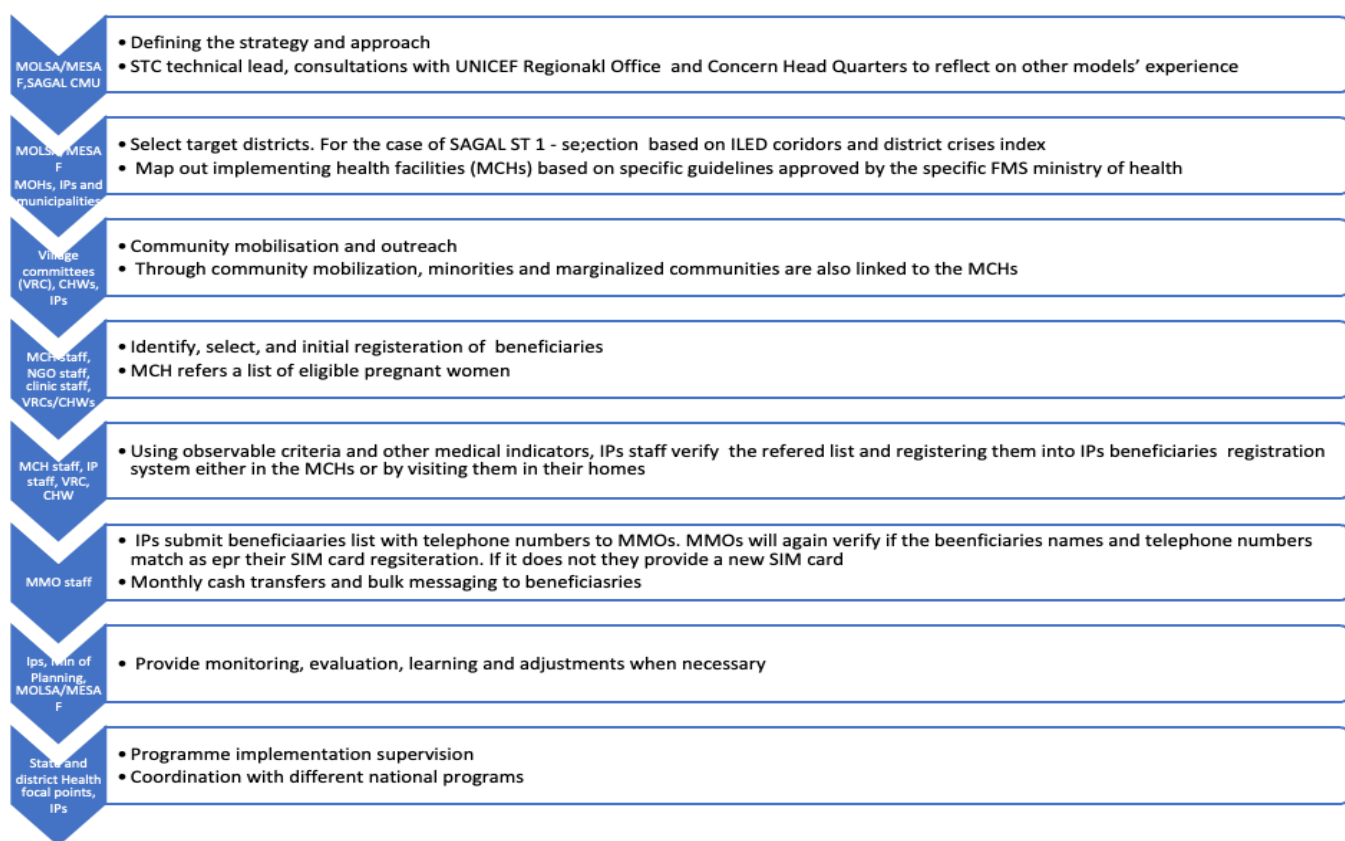 MOLSA/MESA
F,SAGAL CMU
• Defining the strategy and approach
• STC technical lead, consultations with UNICEF Regionakl Office and Concern Head Quarters to reflect on other models' experience
MOLSA/MESA
F
MOHs, IPs and
municipalities
• Select target districts. For the case of SAGAL ST 1 - se;ection based on ILED coridors and district crises index
• Map out implementing health facilities (MCHs) based on specific guidelines approved by the specific FMS ministry of health
Village
committees
(VRC), CHWs,
IPs
• Community mobilisation and outreach
• Through community mobilization, minorities and marginalized communities are also linked to the MCHs
MCH staff,
NGO staff,
clinic staff,
VRCs/CHWs
• Identify, select, and initial registeration of beneficiaries
• MCH refers a list of eligible pregnant women
MCH staff, IP
staff, VRC,
CHW
• Using observable criteria and other medical indicators, IPs staff verify the refered list and registering them into IPs beneficiaries registration
system either in the MCHs or by visiting them in their homes
MMO staff
• IPs submit beneficiaaries list with telephone numbers to MMOs. MMOs will again verify if the beenficiaries names and telephone numbers
match as epr their SIM card regsiteration. If it does not they provide a new SIM card
• Monthly cash transfers and bulk messaging to beneficiasries
Ips, Min of
Planning,
MOLSA/MESA
F
• Provide monitoring, evaluation, learning and adjustments when necessary
State and
district Health
focal points,
IPs
• Programme implementation supervision
• Coordination with different national programs